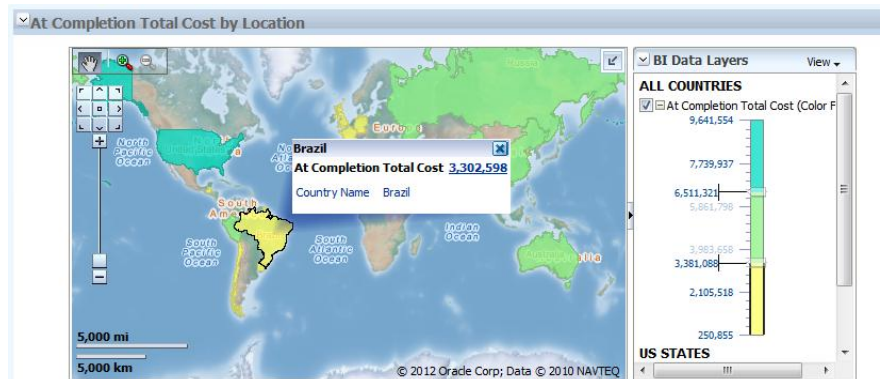 At Completion Total Cost by Location
BI Data Layers
View
ALL COUNTRIES
At Completion Total Cost (Color F
9,641,554
7,739,937
6,511,321
5,861,798
3,983,658
3,381,088
2,105,518
250,855
US STATES
Russia
Europe
North
Pacific
Ocean
Brazil
At Completion Total Cost 3,302,598
Country Name Brazil
South
America
South
Pacific
Ocean
South
Atlantic
Ocean
Indian
Ocean
Australia
5,000 mi
5,000 km
© 2012 Oracle Corp; Data © 2010 NAVTEQ